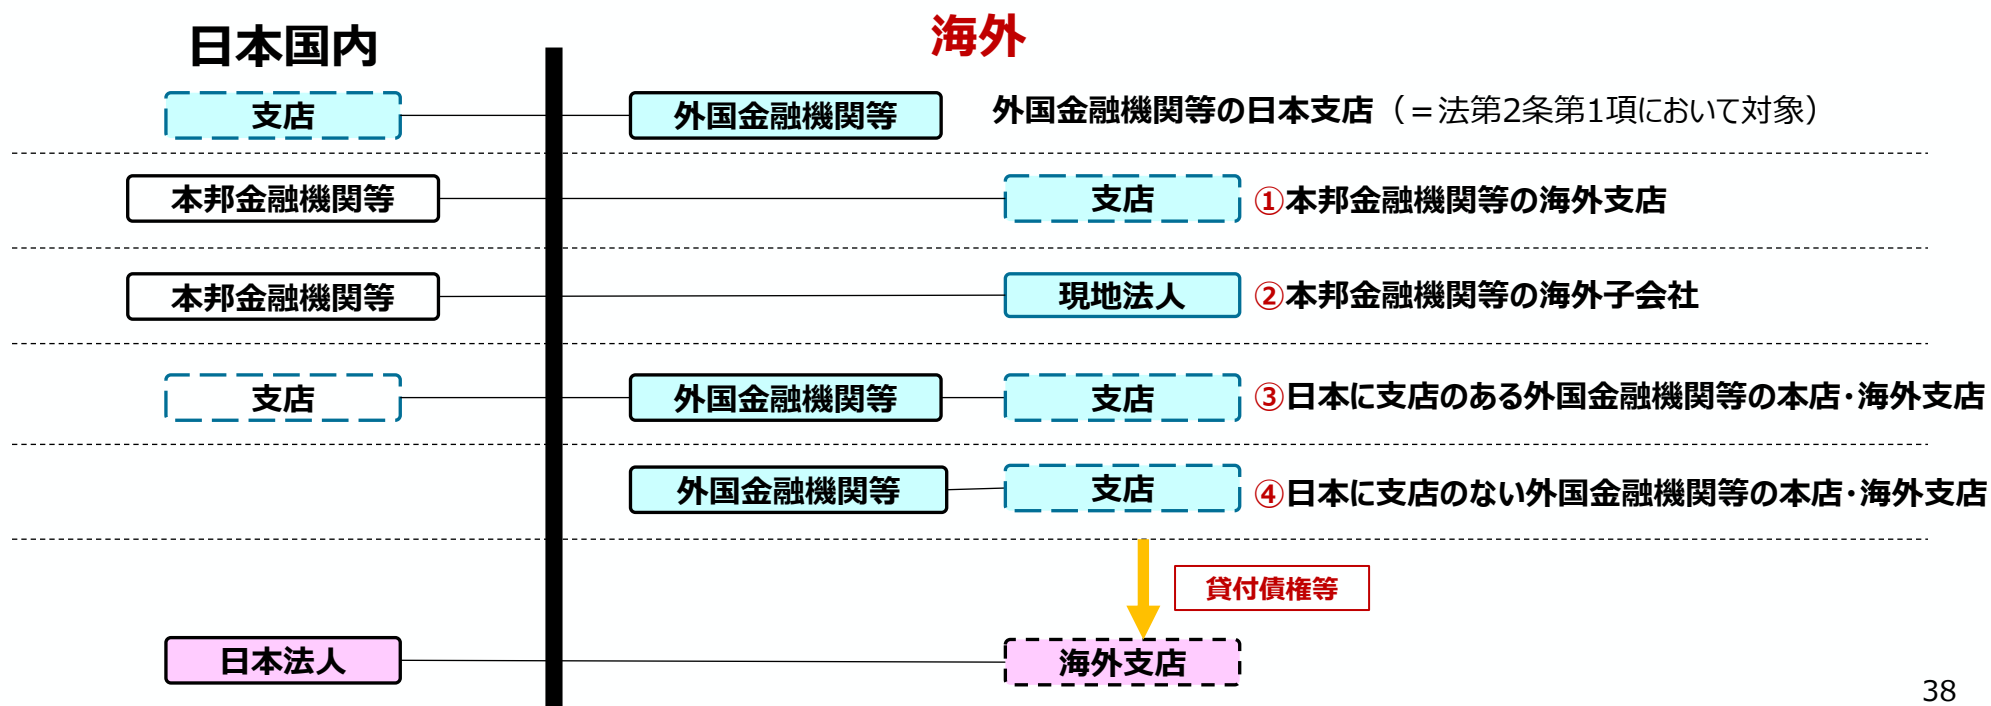 日本国内
海外
支店
外国金融機関等
外国金融機関等の日本支店（＝法第2条第1項において対象）
本邦金融機関等
支店
①本邦金融機関等の海外支店
本邦金融機関等
現地法人
②本邦金融機関等の海外子会社
支店
外国金融機関等
支店
③日本に支店のある外国金融機関等の本店・海外支店
外国金融機関等
支店
④日本に支店のない外国金融機関等の本店・海外支店
貸付債権等
日本法人
海外支店
38